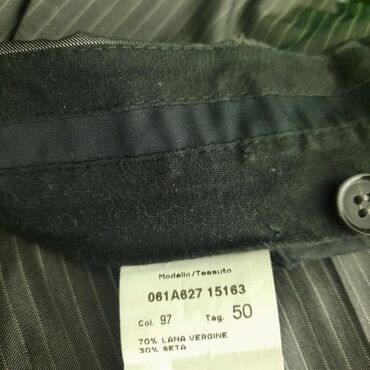 Modello/Tessuto
061A627 15163
Col. 97 Tag. 50
70% LANA VERGINE
30% SETA